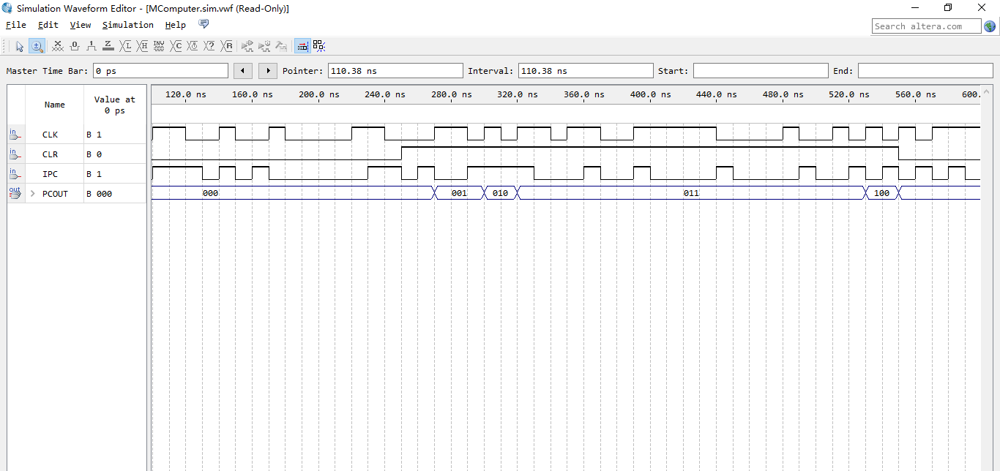 Simulation Waveform Editor - [MComputer.sim.vwf (Read-Only)]
File Edit View Simulation Help
Search altera.com
Master Time Bar: 0 ps Pointer: 110.38 ns Interval: 110.38 ns Start: End:
Name Value at 0 ps 120.0 ns 160.0 ns 200.0 ns 240.0 ns 280.0 ns 320.0 ns 360.0 ns 400.0 ns 440.0 ns 480.0 ns 520.0 ns 560.0 ns 600.
in CLK B 1
in CLR B 0
in IPC B 1
out PCOUT B 000 000 001 010 011 100